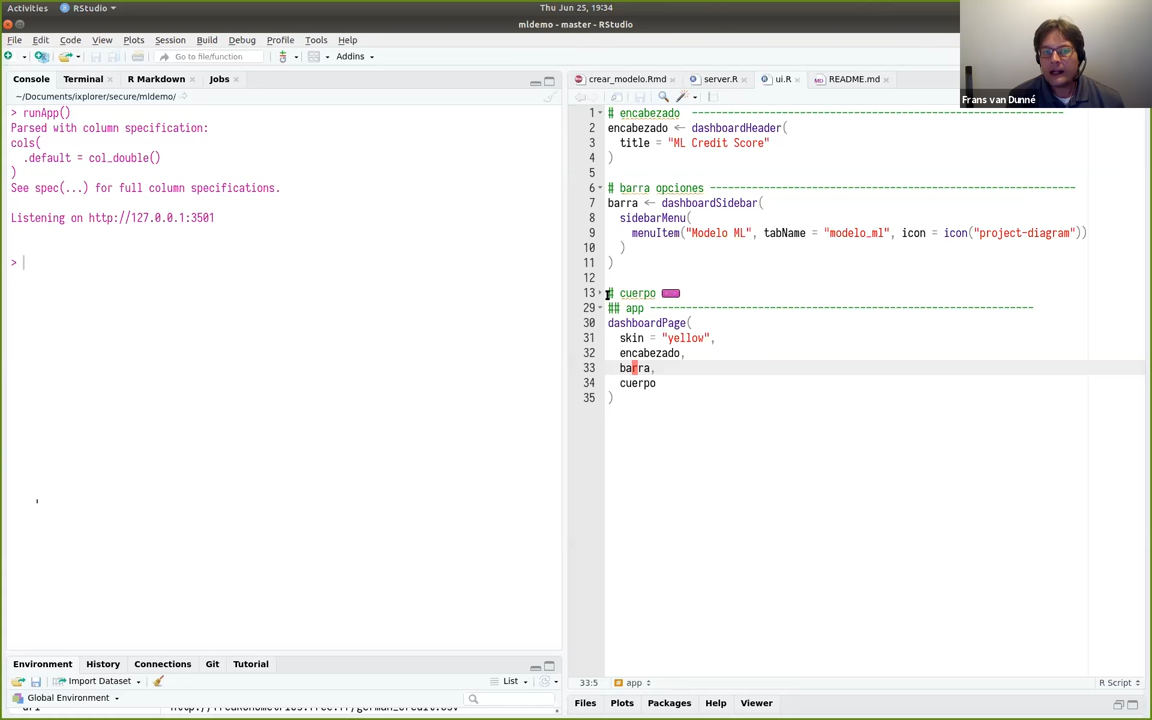 Activities RStudio Thu Jun 25, 19:34
mldemo - master - RStudio
File Edit Code View Plots Session Build Debug Profile Tools Help
Go to file/function Addins
Console Terminal R Markdown Jobs
~/Documents/ixplorer/secure/mldemo/
> runApp()
Parsed with column specification:
cols(
.default = col_double()
)
See spec(...) for full column specifications.
Listening on http://127.0.0.1:3501
>
Environment History Connections Git Tutorial
Import Dataset List
Global Environment
crear_modelo.Rmd server.R ui.R README.md
1 # encabezado ----------------------------------------------------------------
2 encabezado <- dashboardHeader(
3 title = "ML Credit Score"
4 )
5
6 # barra opciones ------------------------------------------------------------
7 barra <- dashboardSidebar(
8 sidebarMenu(
9 menuItem("Modelo ML", tabName = "modelo_ml", icon = icon("project-diagram"))
10 )
11 )
12
13 # cuerpo
29 ## app ---------------------------------------------------------------
30 dashboardPage(
31 skin = "yellow",
32 encabezado,
33 barra,
34 cuerpo
35 )
33:5 app R Script
Files Plots Packages Help Viewer
Frans van Dunné